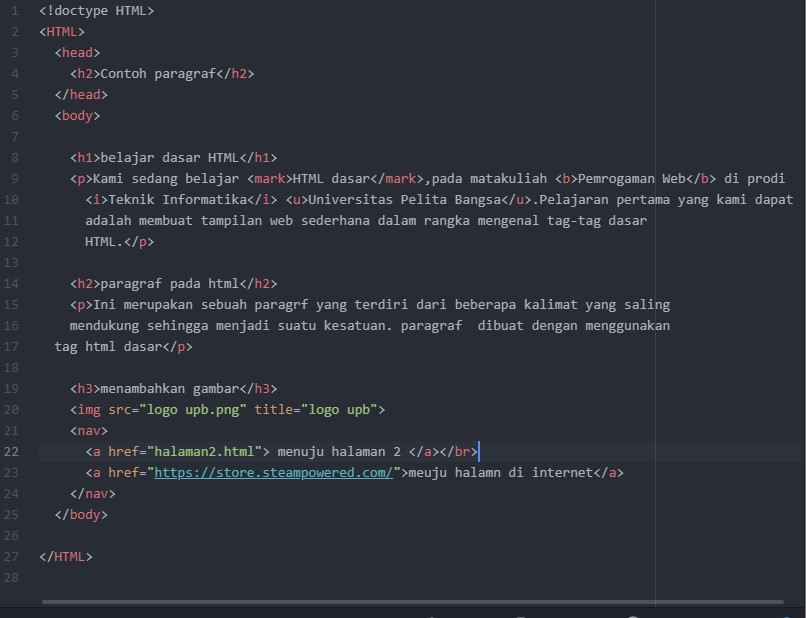 1 <!doctype HTML>
2 <HTML>
3 <head>
4 <h2>Contoh paragraf</h2>
5 </head>
6 <body>
7
8 <h1>belajar dasar HTML</h1>
9 <p>Kami sedang belajar <mark>HTML dasar</mark>,pada matakuliah <b>Pemrogaman Web</b> di prodi
10 <i>Teknik Informatika</i> <u>Universitas Pelita Bangsa</u>.Pelajaran pertama yang kami dapat
11 adalah membuat tampilan web sederhana dalam rangka mengenal tag-tag dasar
12 HTML.</p>
13
14 <h2>paragraf pada html</h2>
15 <p>Ini merupakan sebuah paragrf yang terdiri dari beberapa kalimat yang saling
16 mendukung sehingga menjadi suatu kesatuan. paragraf  dibuat dengan menggunakan
17 tag html dasar</p>
18
19 <h3>menambahkan gambar</h3>
20 <img src="logo upb.png" title="logo upb">
21 <nav>
22 <a href="halaman2.html"> menuju halaman 2 </a></br>
23 <a href="https://store.steampowered.com/">meuju halamn di internet</a>
24 </nav>
25 </body>
26
27 </HTML>
28